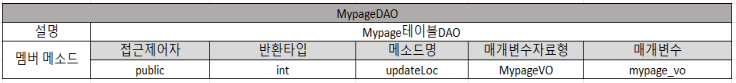 MypageDAO
설명 Mypage테이블DAO
멤버 메소드 접근제어자 반환타입 메소드명 매개변수자료형 매개변수
public int updateLoc MypageVO mypage_vo